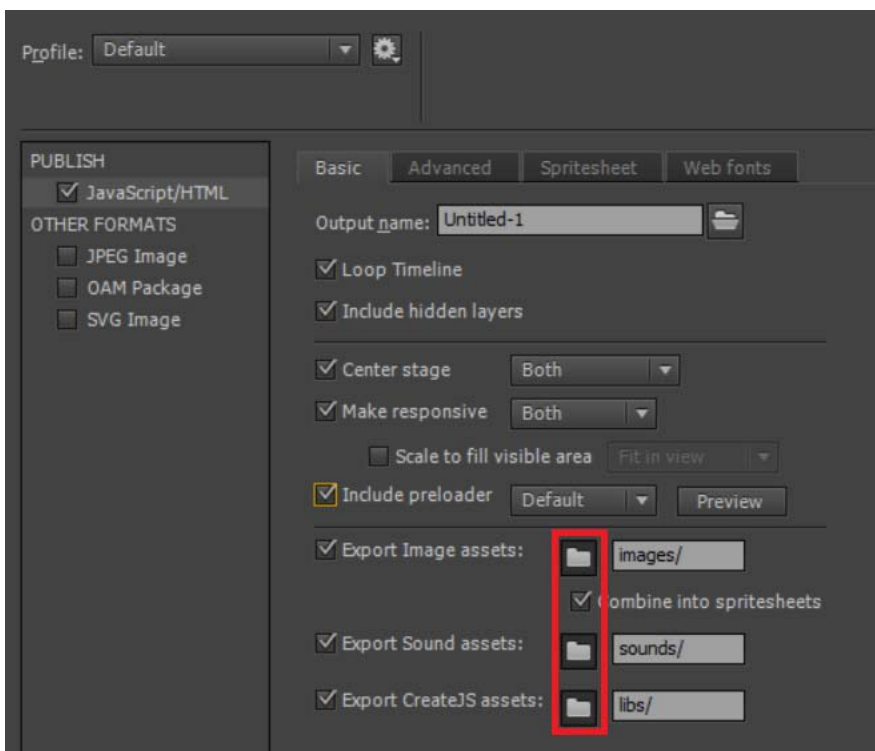 Profile: Default
PUBLISH
JavaScript/HTML
OTHER FORMATS
JPEG Image
OAM Package
SVG Image
Basic Advanced Spritesheet Web fonts
Output name: Untitled-1
Loop Timeline
Include hidden layers
Center stage Both
Make responsive Both
Scale to fill visible area Fit in view
Include preloader Default Preview
Export Image assets: images/
Combine into spritesheets
Export Sound assets: sounds/
Export CreateJS assets: libs/